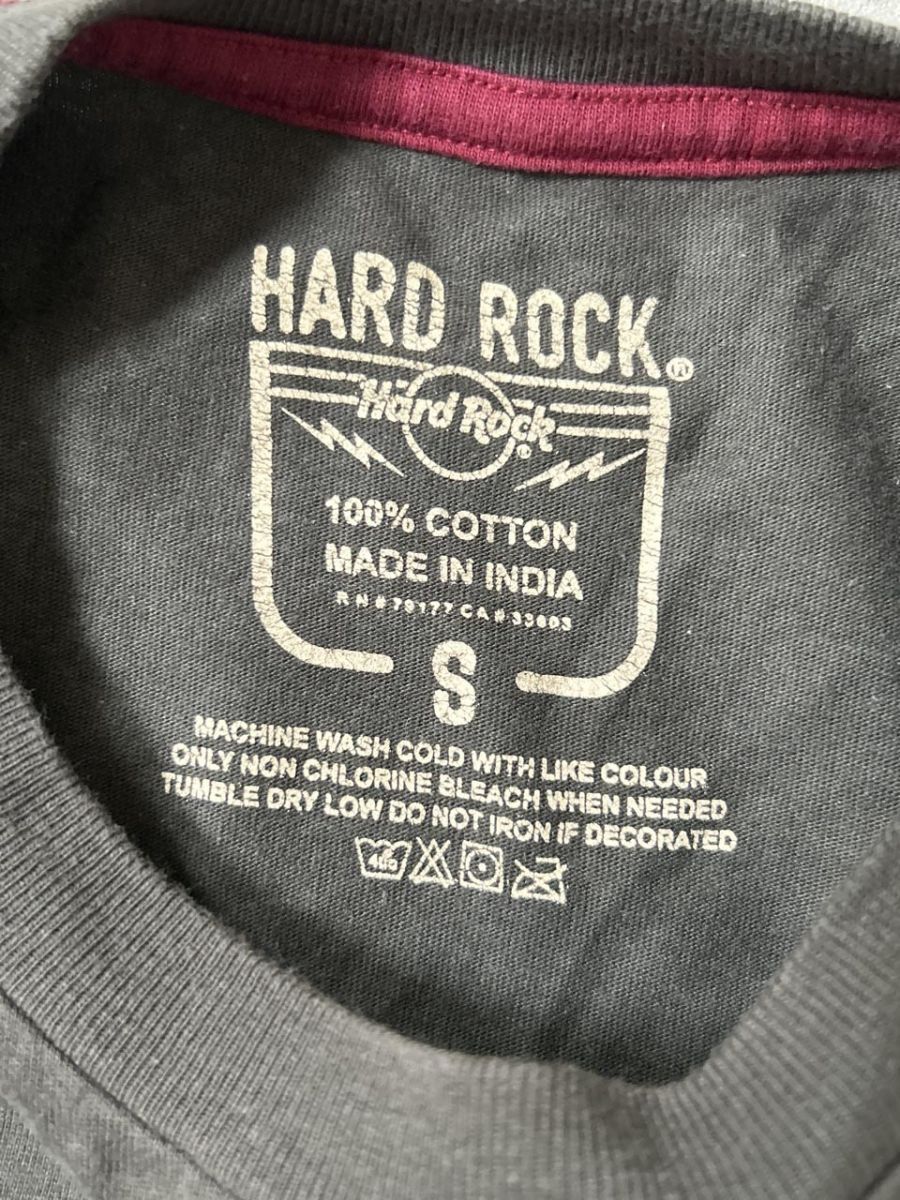 HARD ROCK®
Hard Rock®
100% COTTON
MADE IN INDIA
RN# 79177 CA# 33603
S
MACHINE WASH COLD WITH LIKE COLOUR
ONLY NON CHLORINE BLEACH WHEN NEEDED
TUMBLE DRY LOW DO NOT IRON IF DECORATED